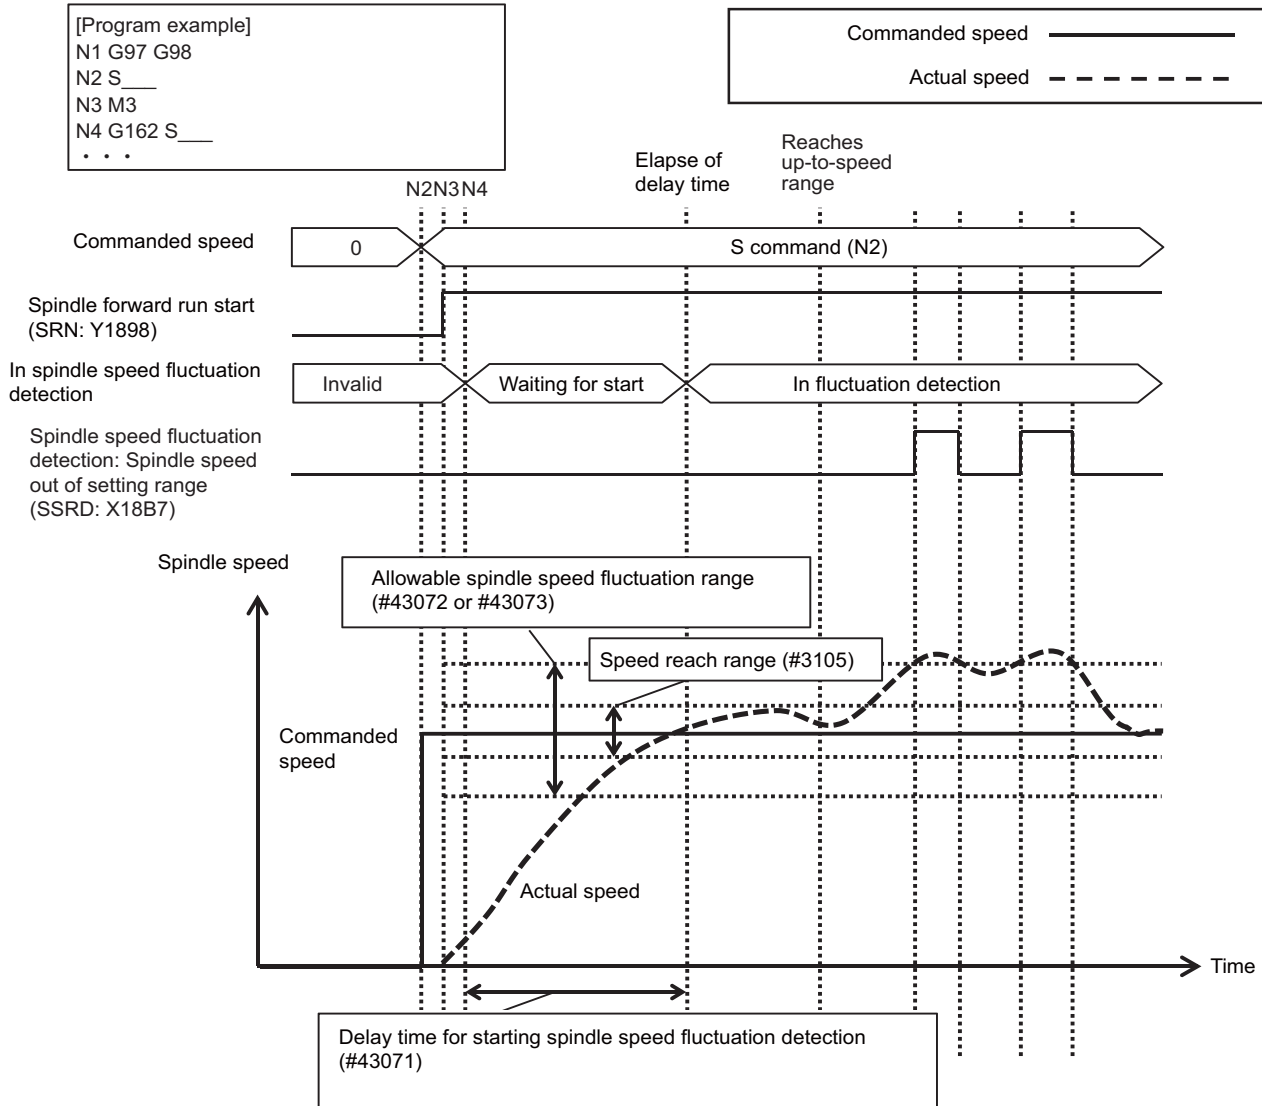 [Program example]
N1 G97 G98
N2 S___
N3 M3
N4 G162 S___
・・・
Commanded speed
Actual speed
Elapse of
delay time
Reaches
up-to-speed
range
N2 N3 N4
Commanded speed
0
S command (N2)
Spindle forward run start
(SRN: Y1898)
In spindle speed fluctuation
detection
Invalid
Waiting for start
In fluctuation detection
Spindle speed fluctuation
detection: Spindle speed
out of setting range
(SSRD: X18B7)
Spindle speed
Allowable spindle speed fluctuation range
(#43072 or #43073)
Speed reach range (#3105)
Commanded
speed
Actual speed
Time
Delay time for starting spindle speed fluctuation detection
(#43071)